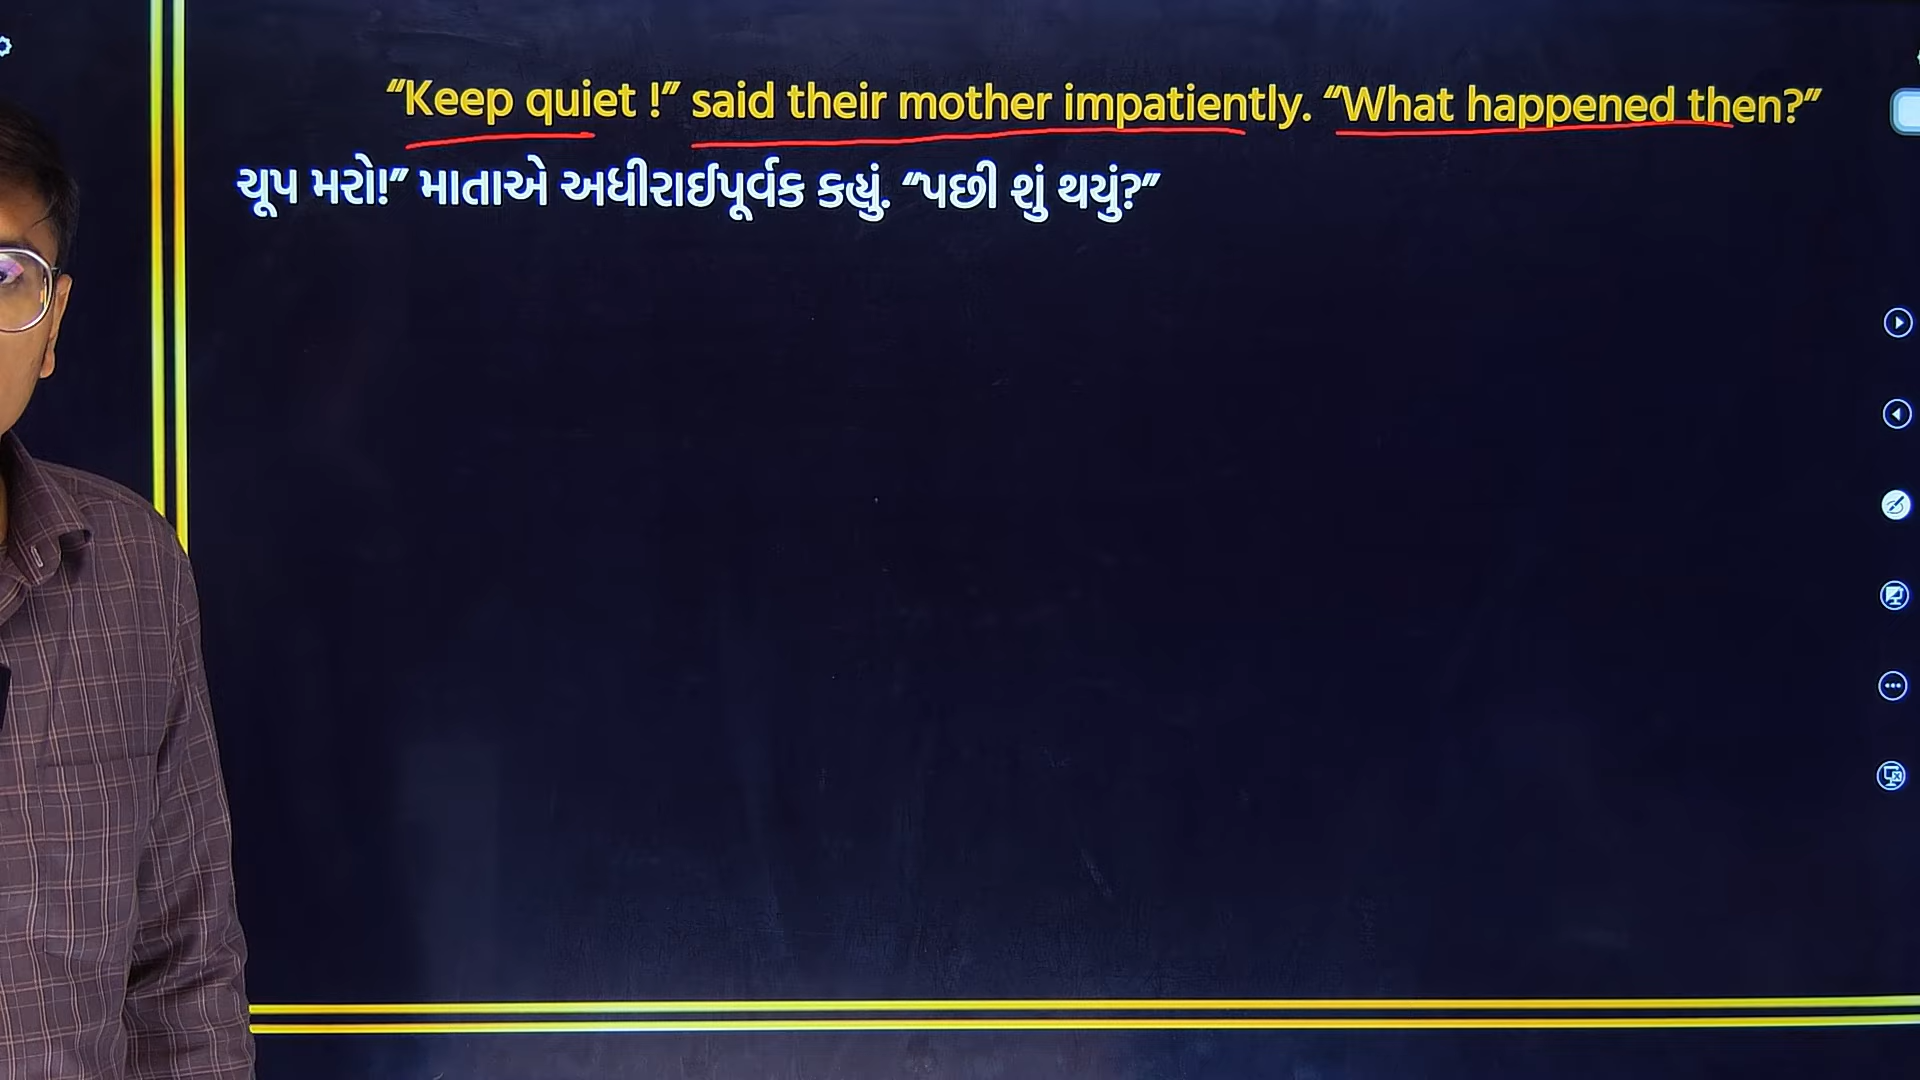 “Keep quiet !” said their mother impatiently. “What happened then?”
ચૂપ મરો!” માતાએ અધીરાઈપૂર્વક કહ્યું. “પછી શું થયું?”